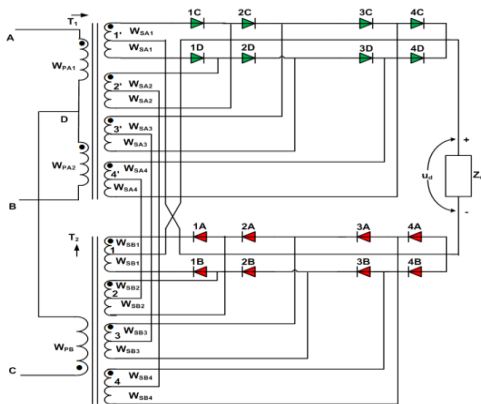 T1
A
WPA1
D
WPA2
B
T2
WPB
C
1'
WSA1
WSA1
2'
WSA2
WSA2
3'
WSA3
WSA3
4'
WSA4
WSA4
1
WSB1
WSB1
2
WSB2
WSB2
3
WSB3
WSB3
4
WSB4
WSB4
1C 2C 3C 4C
1D 2D 3D 4D
+
ud
-
1A 2A 3A 4A
1B 2B 3B 4B